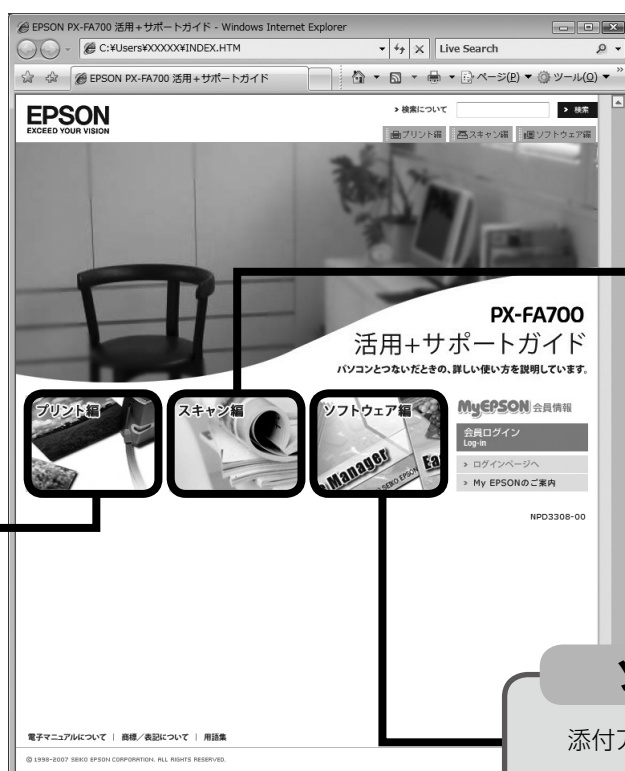 EPSON PX-FA700 活用+サポートガイド - Windows Internet Explorer
C:¥Users¥XXXXX¥INDEX.HTM
Live Search
EPSON PX-FA700 活用+サポートガイド
ページ(P)
ツール(O)
EPSON
EXCEED YOUR VISION
> 検索について
> 検索
プリント編
スキャン編
ソフトウェア編
PX-FA700
活用+サポートガイド
パソコンとつないだときの、詳しい使い方を説明しています。
プリント編
スキャン編
ソフトウェア編
Manager
SEIKO EPSON
MyEPSON 会員情報
会員ログイン
Log-in
> ログインページへ
> My EPSONのご案内
NPD3308-00
電子マニュアルについて | 商標/表記について | 用語集
© 1998-2007 SEIKO EPSON CORPORATION. ALL RIGHTS RESERVED.
添付